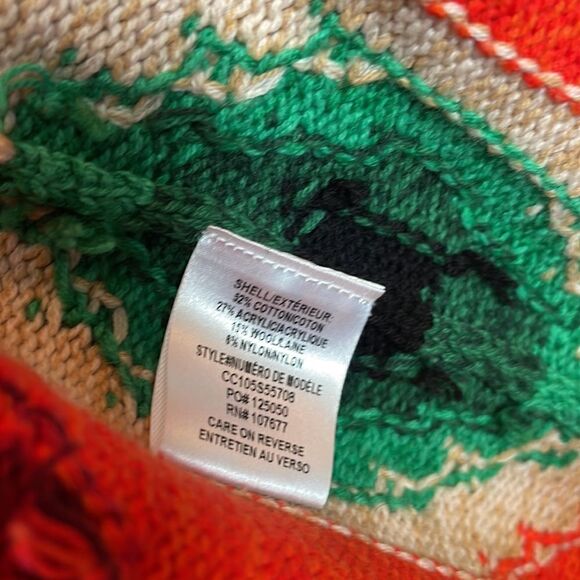 SHELL/EXTÉRIEUR:
52% COTTON/COTON
27% ACRYLIC/ACRYLIQUE
15% WOOL/LAINE
6% NYLON/NYLON
STYLE#/NUMÉRO DE MODÈLE
CC105S55708
PO# 125050
RN# 107677
CARE ON REVERSE
ENTRETIEN AU VERSO